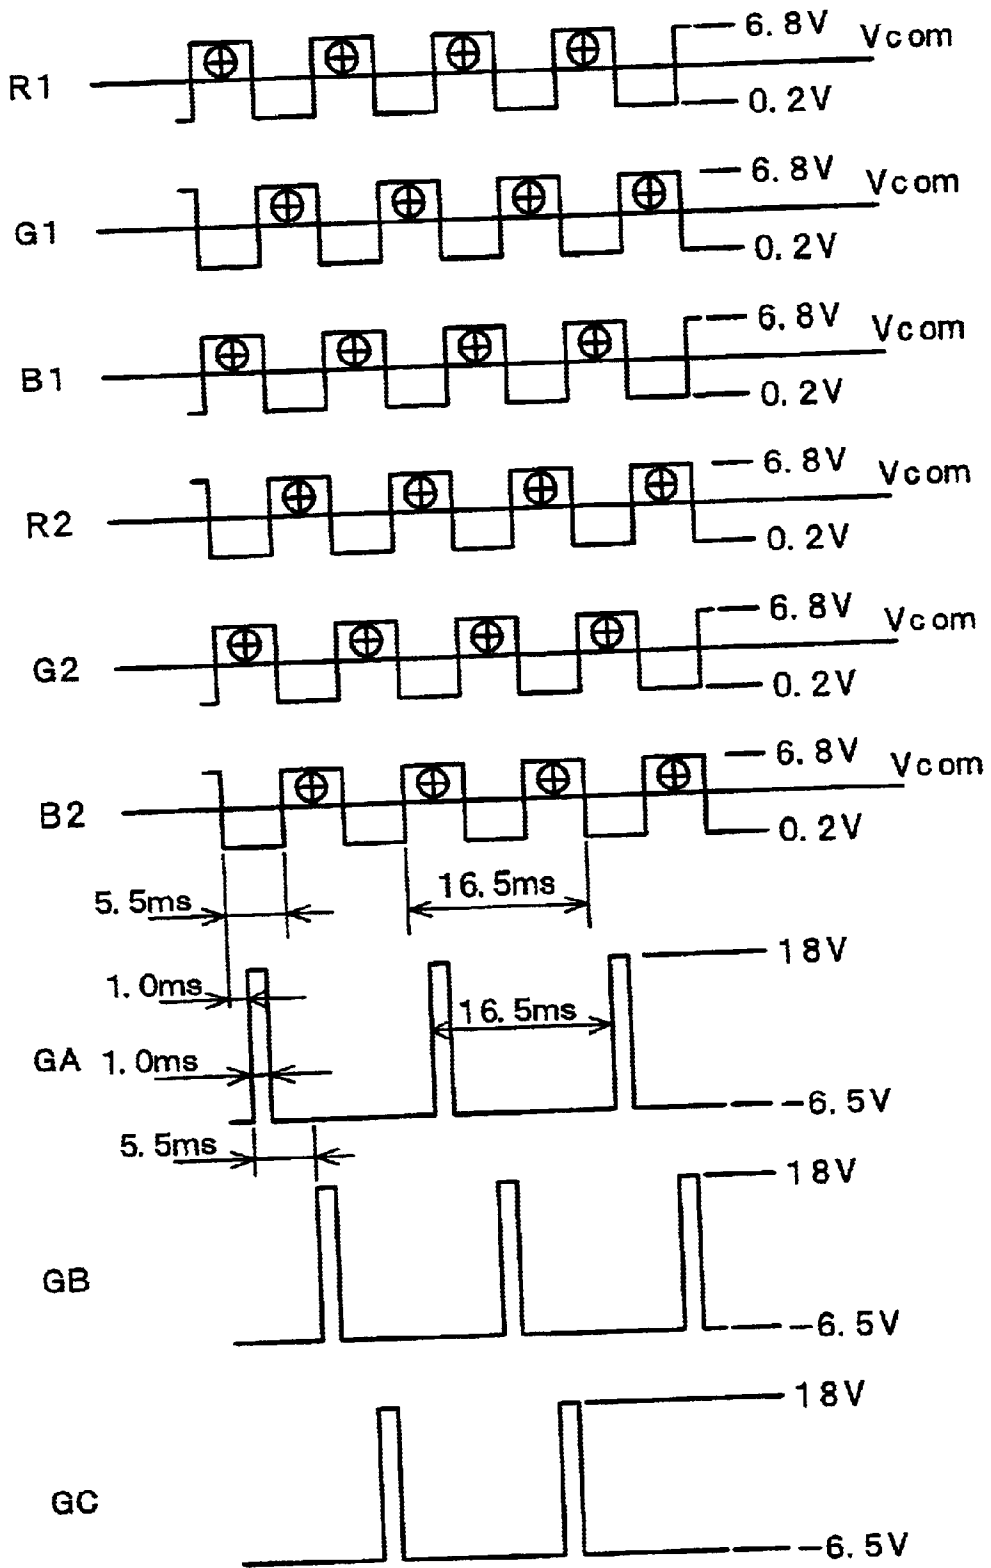 6.8V Vcom
R1
0.2V
6.8V Vcom
G1
0.2V
6.8V Vcom
B1
0.2V
6.8V Vcom
R2
0.2V
6.8V Vcom
G2
0.2V
6.8V Vcom
B2
0.2V
5.5ms 16.5ms
18V
1.0ms
16.5ms
GA 1.0ms
-6.5V
5.5ms
18V
GB
-6.5V
18V
GC
-6.5V